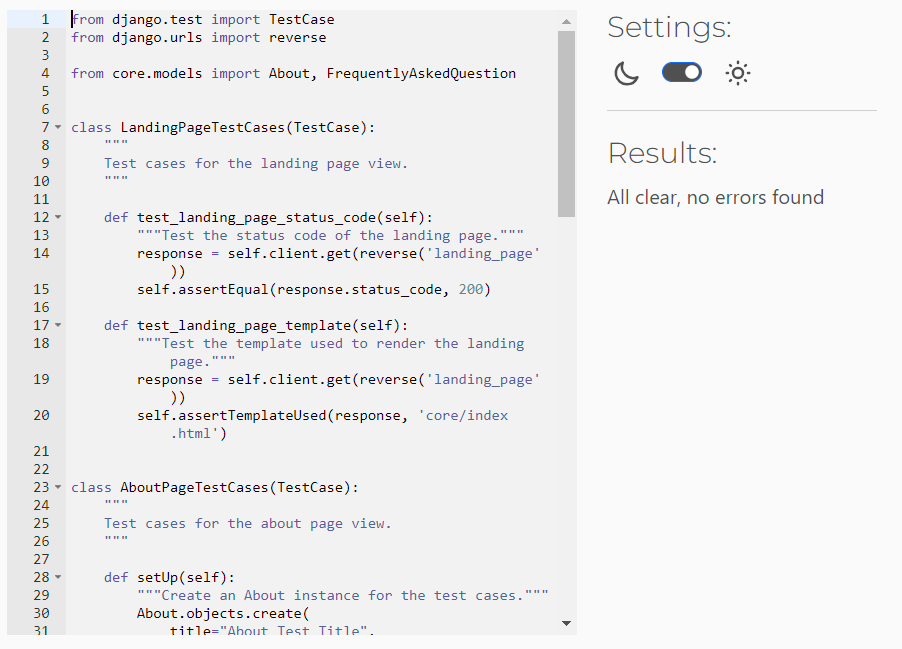 1 from django.test import TestCase
2 from django.urls import reverse
3
4 from core.models import About, FrequentlyAskedQuestion
5
6
7 class LandingPageTestCases(TestCase):
8 """
9 Test cases for the landing page view.
10 """
11
12 def test_landing_page_status_code(self):
13 """Test the status code of the landing page."""
14 response = self.client.get(reverse('landing_page'
))
15 self.assertEqual(response.status_code, 200)
16
17 def test_landing_page_template(self):
18 """Test the template used to render the landing
page."""
19 response = self.client.get(reverse('landing_page'
))
20 self.assertTemplateUsed(response, 'core/index
.html')
21
22
23 class AboutPageTestCases(TestCase):
24 """
25 Test cases for the about page view.
26 """
27
28 def setUp(self):
29 """Create an About instance for the test cases."""
30 About.objects.create(
31 title="About Test Title",
Settings:
Results:
All clear, no errors found